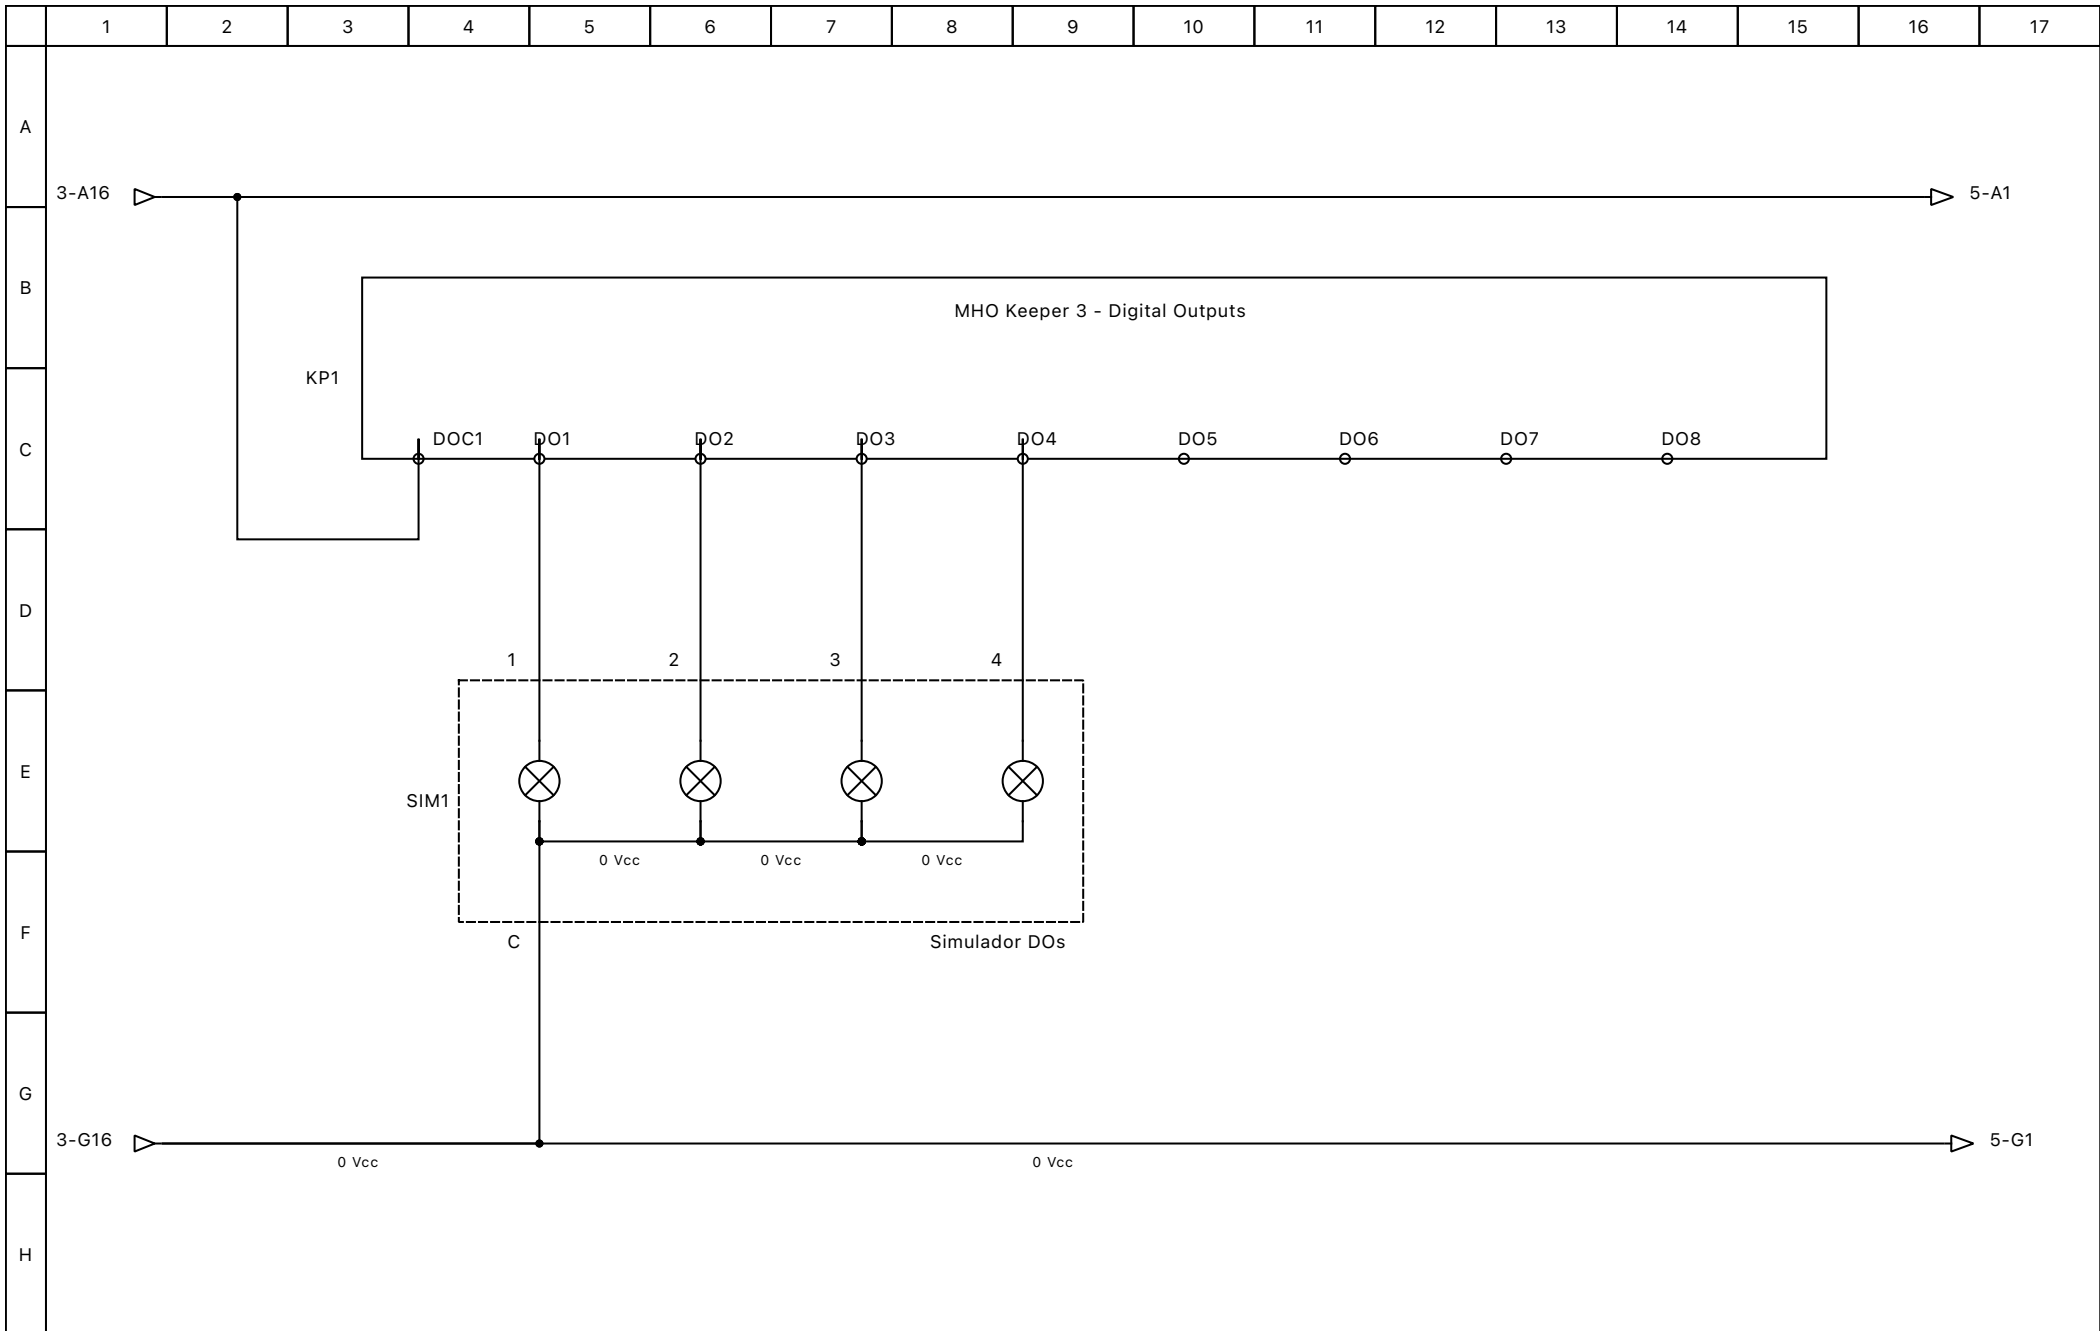 1 2 3 4 5 6 7 8 9 10 11 12 13 14 15 16 17
A
3-A16 5-A1
B
MHO Keeper 3 - Digital Outputs
KP1
C
DOC1 DO1 DO2 DO3 DO4 DO5 DO6 DO7 DO8
D
1 2 3 4
E
SIM1
0 Vcc 0 Vcc 0 Vcc
F
C Simulador DOs
G
3-G16 5-G1
0 Vcc 0 Vcc
H